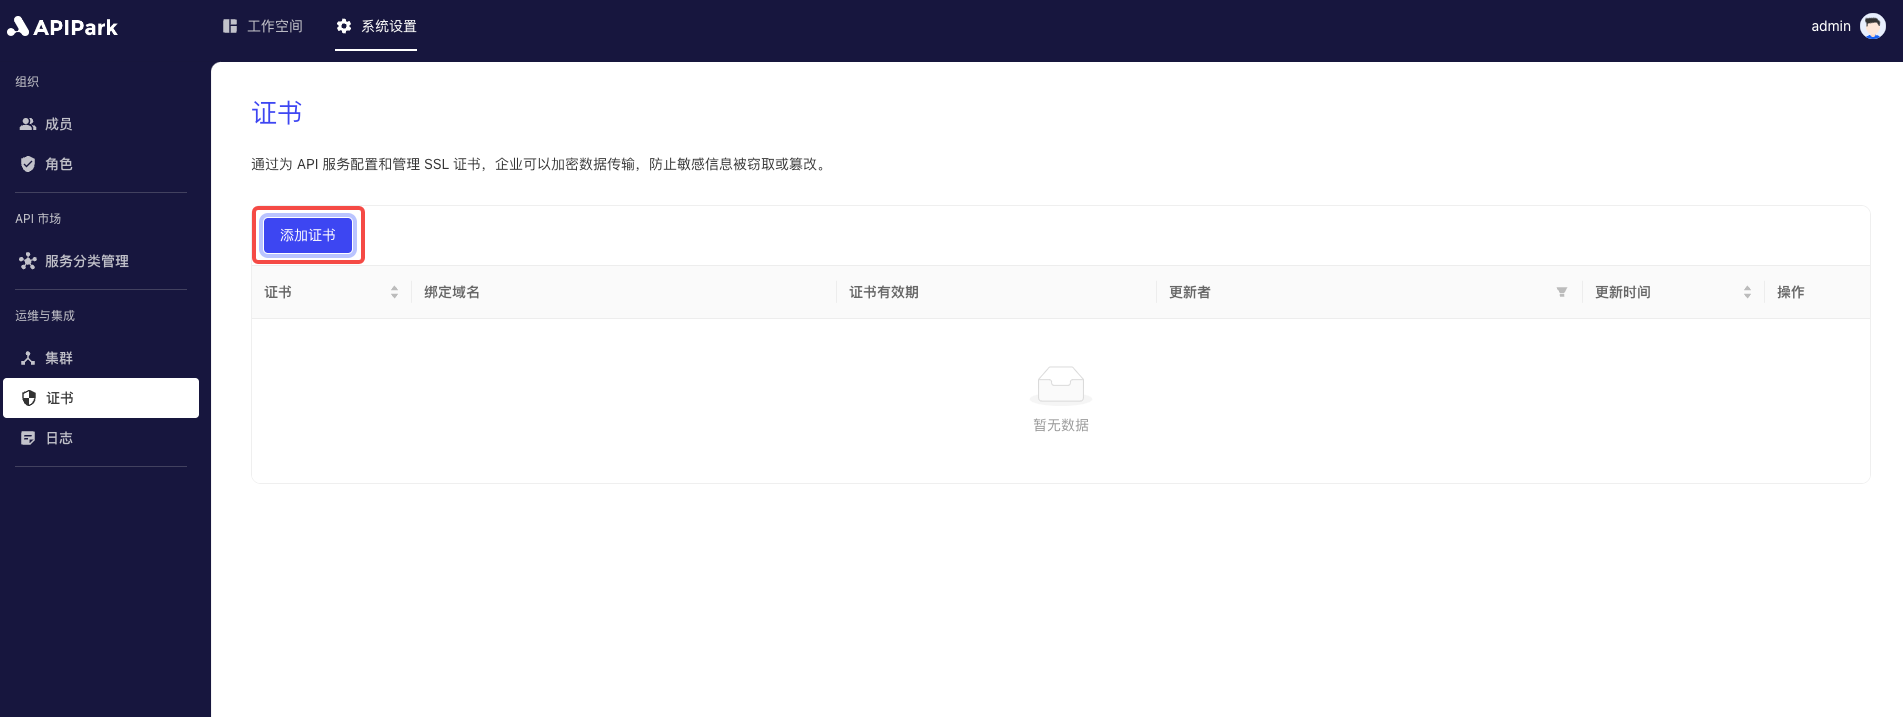 APIPark
工作空间
系统设置
admin
组织
成员
角色
API 市场
服务分类管理
运维与集成
集群
证书
日志
证书
通过为 API 服务配置和管理 SSL 证书，企业可以加密数据传输，防止敏感信息被窃取或篡改。
添加证书
证书 绑定域名 证书有效期 更新者 更新时间 操作
暂无数据